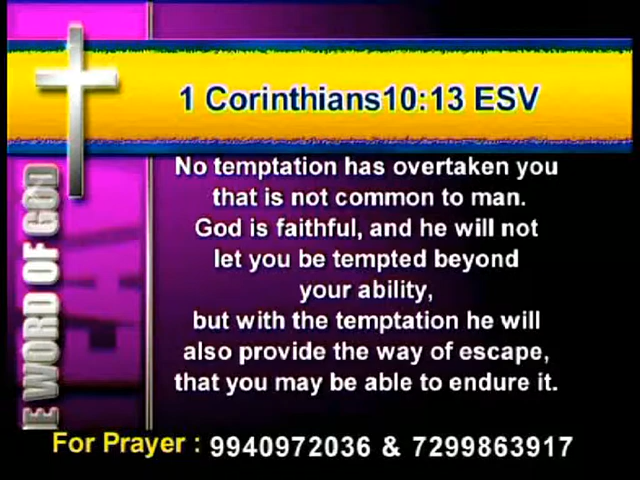 1 Corinthians10:13 ESV
No temptation has overtaken you
that is not common to man.
God is faithful, and he will not
let you be tempted beyond
your ability,
but with the temptation he will
also provide the way of escape,
that you may be able to endure it.
E WORD OF GOD
For Prayer : 9940972036 & 7299863917